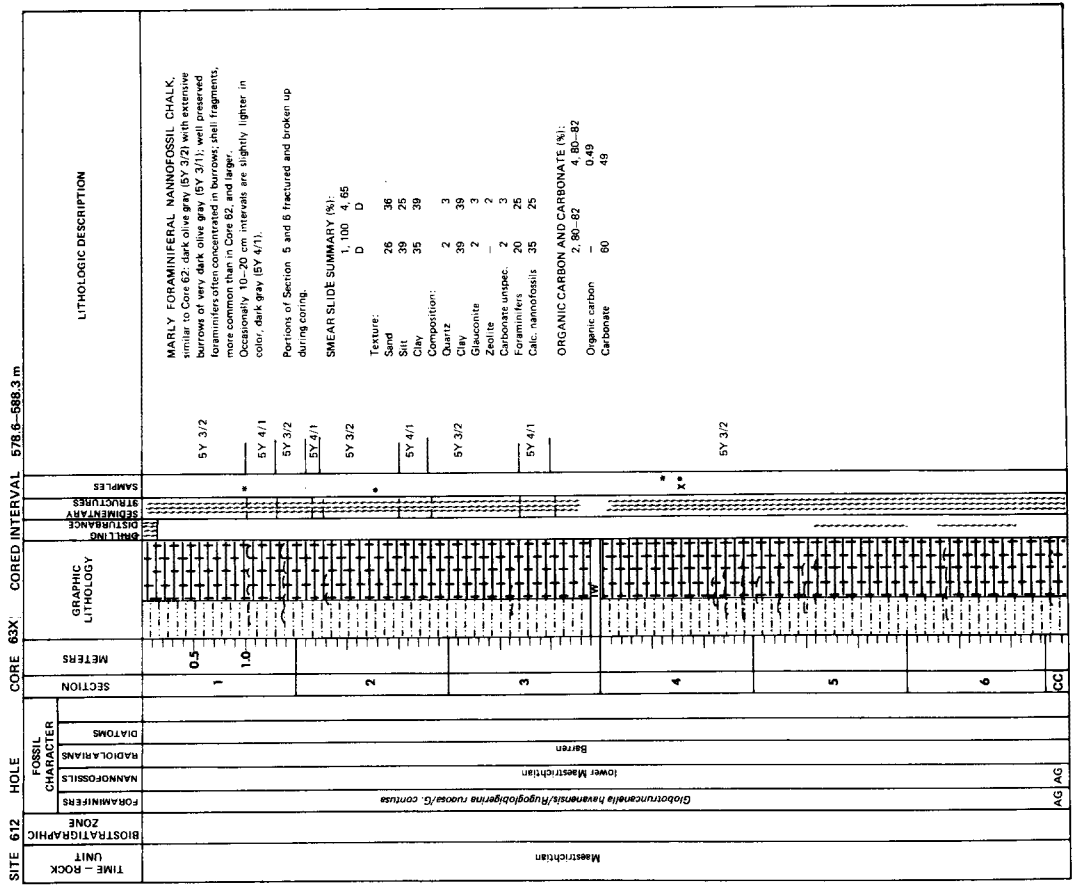 SITE 612 HOLE CORE 63X CORED INTERVAL 578.6–588.3 m
TIME – ROCK UNIT
BIOSTRATIGRAPHIC ZONE
FOSSIL CHARACTER
FORAMINIFERS
NANNOFOSSILS
RADIOLARIANS
DIATOMS
SECTION
METERS
GRAPHIC LITHOLOGY
DRILLING DISTURBANCE
SEDIMENTARY STRUCTURES
SAMPLES
LITHOLOGIC DESCRIPTION
Maestrichtian
Globotruncanella havanensis/Rugoglobigerina ruosa/G. contusa
lower Maestrichtian
Barren
AG
AG
1
2
3
4
5
6
CC
0.5
1.0
IW
*
*
*
*
X
5Y 3/2
5Y 4/1
5Y 3/2
5Y 4/1
5Y 3/2
5Y 4/1
5Y 3/2
5Y 4/1
5Y 3/2
MARLY FORAMINIFERAL NANNOFOSSIL CHALK,
similar to Core 62: dark olive gray (5Y 3/2) with extensive
burrows of very dark olive gray (5Y 3/1); well preserved
foraminifers often concentrated in burrows; shell fragments,
more common than in Core 62, and larger.
Occasionally 10–20 cm intervals are slightly lighter in
color, dark gray (5Y 4/1).
Portions of Section 5 and 6 fractured and broken up
during coring.
SMEAR SLIDE SUMMARY (%):
1, 100 4, 65
D D
Texture:
Sand 26 36
Silt 39 25
Clay 35 39
Composition:
Quartz 2 3
Clay 39 39
Glauconite 2 3
Zeolite – 2
Carbonate unspec. 2 3
Foraminifers 20 25
Calc. nannofossils 35 25
ORGANIC CARBON AND CARBONATE (%):
2, 80–82 4, 80–82
Organic carbon – 0.49
Carbonate 60 49